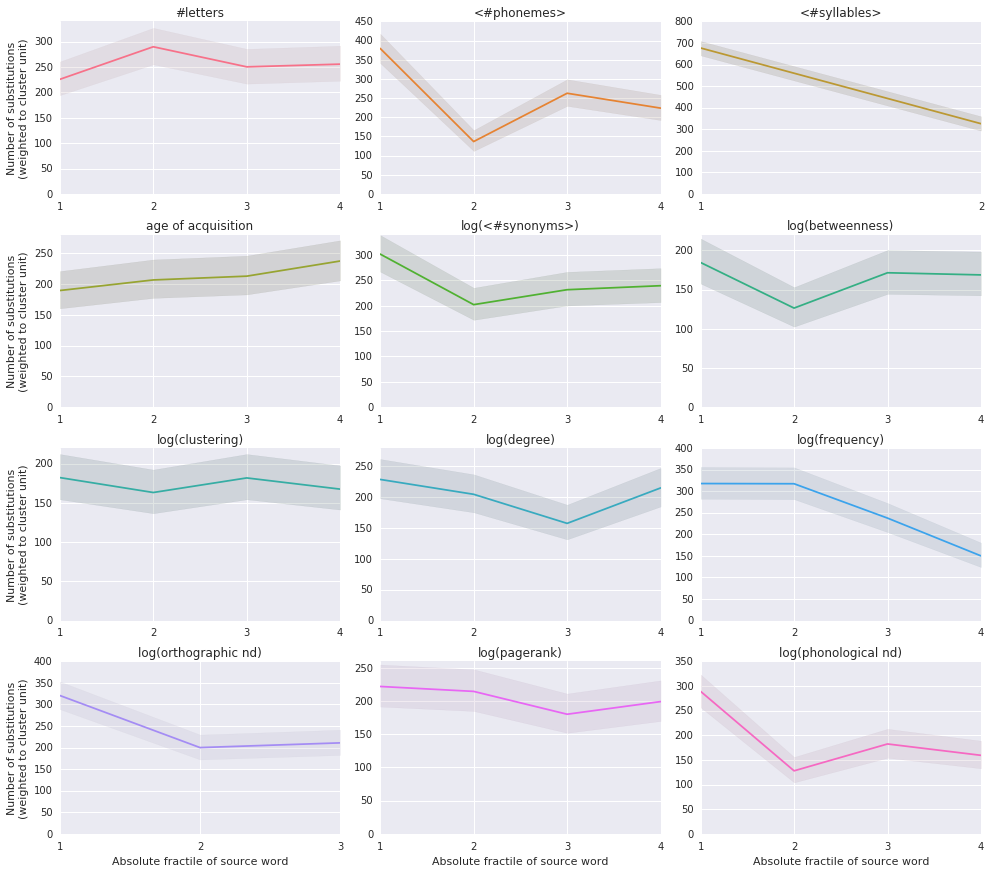 #letters
<#phonemes>
<#syllables>
Number of substitutions
(weighted to cluster unit)
300
250
200
150
100
50
0
1 2 3 4
450
400
350
300
250
200
150
100
50
0
1 2 3 4
800
700
600
500
400
300
200
100
0
1 2
age of acquisition
log(<#synonyms>)
log(betweenness)
Number of substitutions
(weighted to cluster unit)
250
200
150
100
50
0
1 2 3 4
300
250
200
150
100
50
0
1 2 3 4
200
150
100
50
0
1 2 3 4
log(clustering)
log(degree)
log(frequency)
Number of substitutions
(weighted to cluster unit)
200
150
100
50
0
1 2 3 4
250
200
150
100
50
0
1 2 3 4
400
350
300
250
200
150
100
50
0
1 2 3 4
log(orthographic nd)
log(pagerank)
log(phonological nd)
Number of substitutions
(weighted to cluster unit)
400
350
300
250
200
150
100
50
0
1 2 3
Absolute fractile of source word
250
200
150
100
50
0
1 2 3 4
Absolute fractile of source word
350
300
250
200
150
100
50
0
1 2 3 4
Absolute fractile of source word